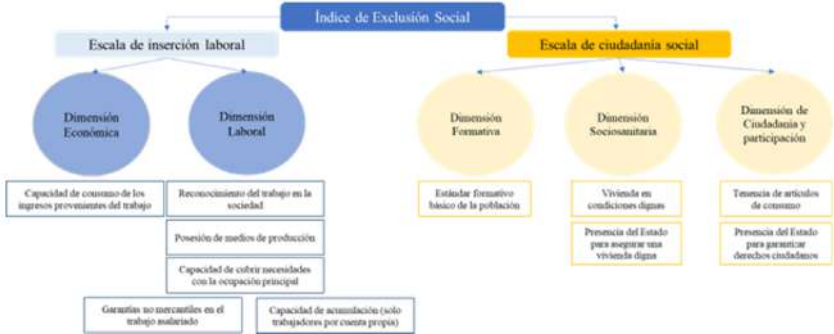 Índice de Exclusión Social
Escala de inserción laboral
Escala de ciudadanía social
Dimensión
Económica
Dimensión
Laboral
Dimensión
Formativa
Dimensión
Sociosanitaria
Dimensión de
Ciudadanía y
participación
Capacidad de consumo de los
ingresos provenientes del trabajo
Reconocimiento del trabajo en la
sociedad
Posesión de medios de producción
Capacidad de cubrir necesidades
con la ocupación principal
Garantías no mercantiles en el
trabajo asalariado
Capacidad de acumulación (solo
trabajadores por cuenta propia)
Estándar formativo
básico de la población
Vivienda en
condiciones dignas
Presencia del Estado
para asegurar una
vivienda digna
Tenencia de artículos
de consumo
Presencia del Estado
para garantizar
derechos ciudadanos